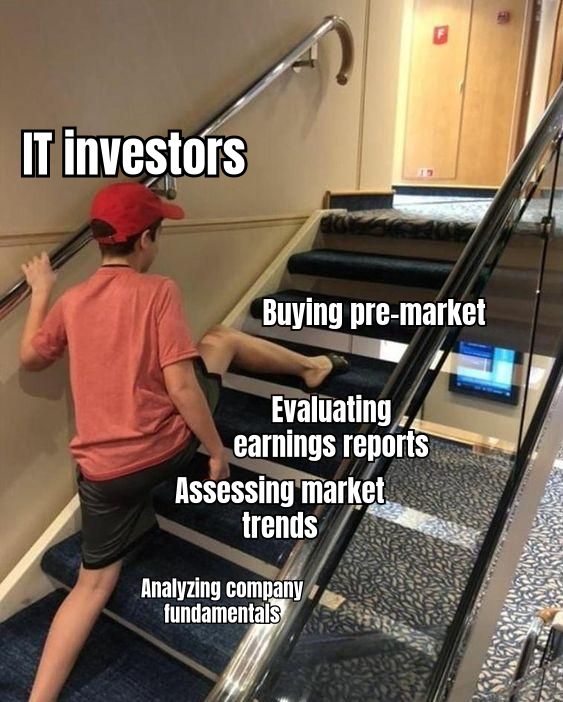 IT investors
Buying pre-market
Evaluating
earnings reports
Assessing market
trends
Analyzing company
fundamentals
F